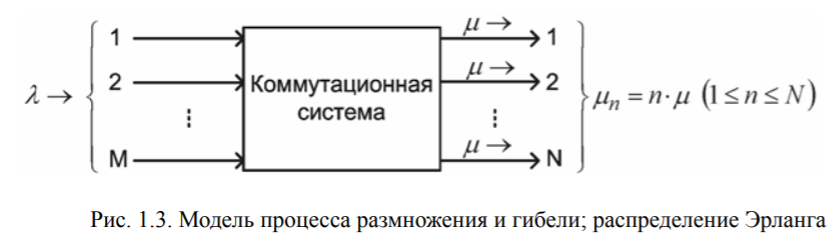 μ →
1 1
μ →
2 2
λ → Коммутационная система μₙ = n·μ (1 ≤ n ≤ N)
⋮ ⋮
μ →
M N
Рис. 1.3. Модель процесса размножения и гибели; распределение Эрланга